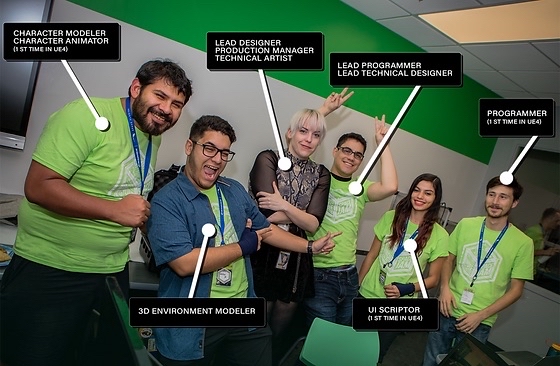 CHARACTER MODELER
CHARACTER ANIMATOR
(1 ST TIME IN UE4)
LEAD DESIGNER
PRODUCTION MANAGER
TECHNICAL ARTIST
LEAD PROGRAMMER
LEAD TECHNICAL DESIGNER
PROGRAMMER
(1 ST TIME IN UE4)
3D ENVIRONMENT MODELER
UI SCRIPTOR
(1 ST TIME IN UE4)